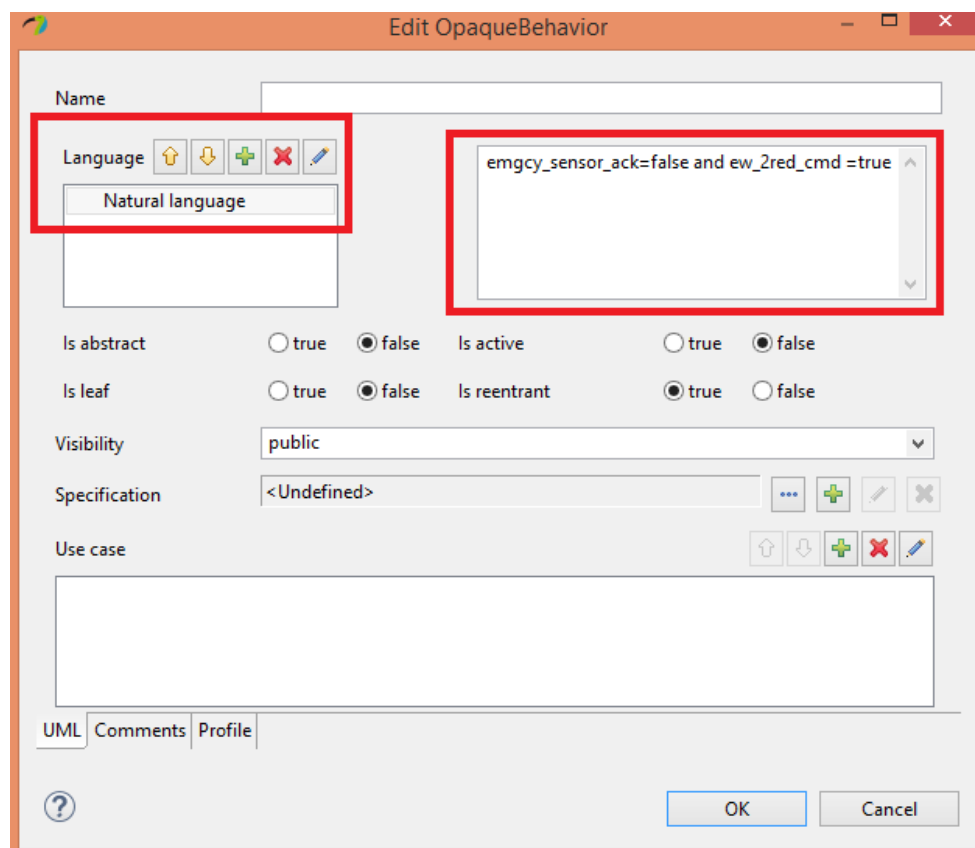 Edit OpaqueBehavior
Name
Language
emgcy_sensor_ack=false and ew_2red_cmd =true
Natural language
Is abstract true false Is active true false
Is leaf true false Is reentrant true false
Visibility public
Specification <Undefined>
Use case
UML Comments Profile
OK Cancel